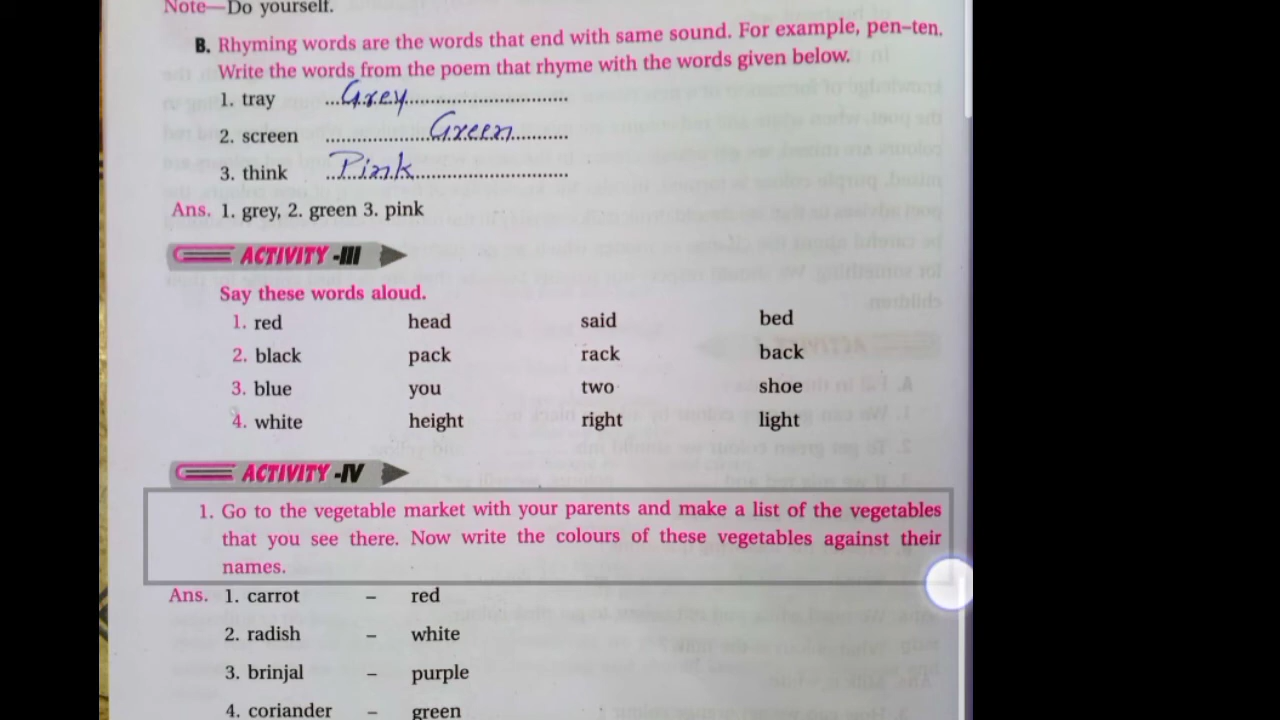 Note—Do yourself.
B. Rhyming words are the words that end with same sound. For example, pen-ten.
Write the words from the poem that rhyme with the words given below.
1. tray Grey
2. screen Green
3. think Pink
Ans. 1. grey, 2. green 3. pink
ACTIVITY -III
Say these words aloud.
1. red head said bed
2. black pack rack back
3. blue you two shoe
4. white height right light
ACTIVITY -IV
1. Go to the vegetable market with your parents and make a list of the vegetables
that you see there. Now write the colours of these vegetables against their
names.
Ans. 1. carrot – red
2. radish – white
3. brinjal – purple
4. coriander – green